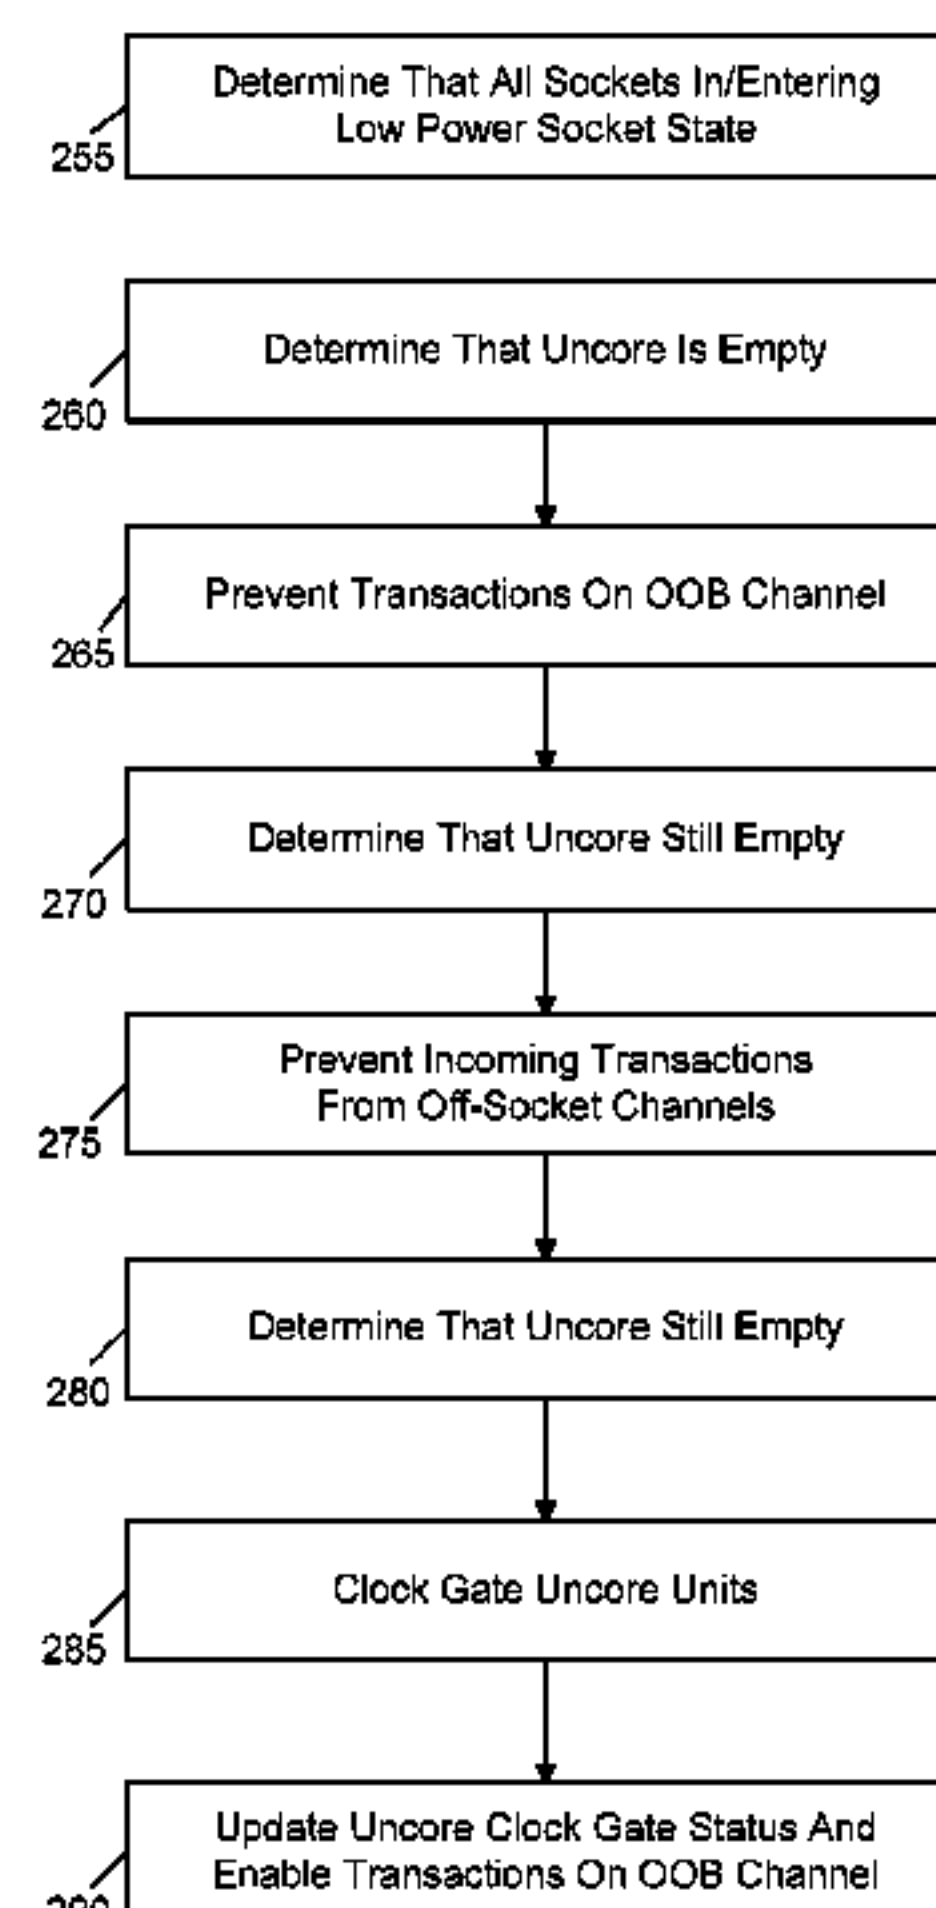 Determine That All Sockets In/Entering
Low Power Socket State
255
Determine That Uncore Is Empty
260
Prevent Transactions On OOB Channel
265
Determine That Uncore Still Empty
270
Prevent Incoming Transactions
From Off-Socket Channels
275
Determine That Uncore Still Empty
280
Clock Gate Uncore Units
285
Update Uncore Clock Gate Status And
Enable Transactions On OOB Channel